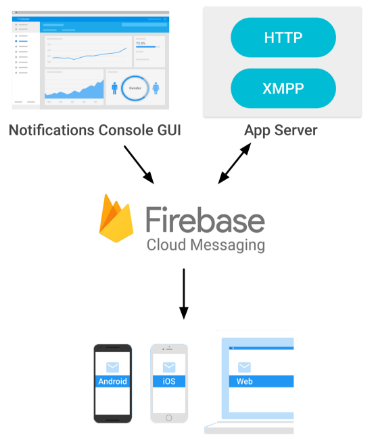 HTTP
XMPP
Notifications Console GUI
App Server
Firebase
Cloud Messaging
Android
iOS
Web